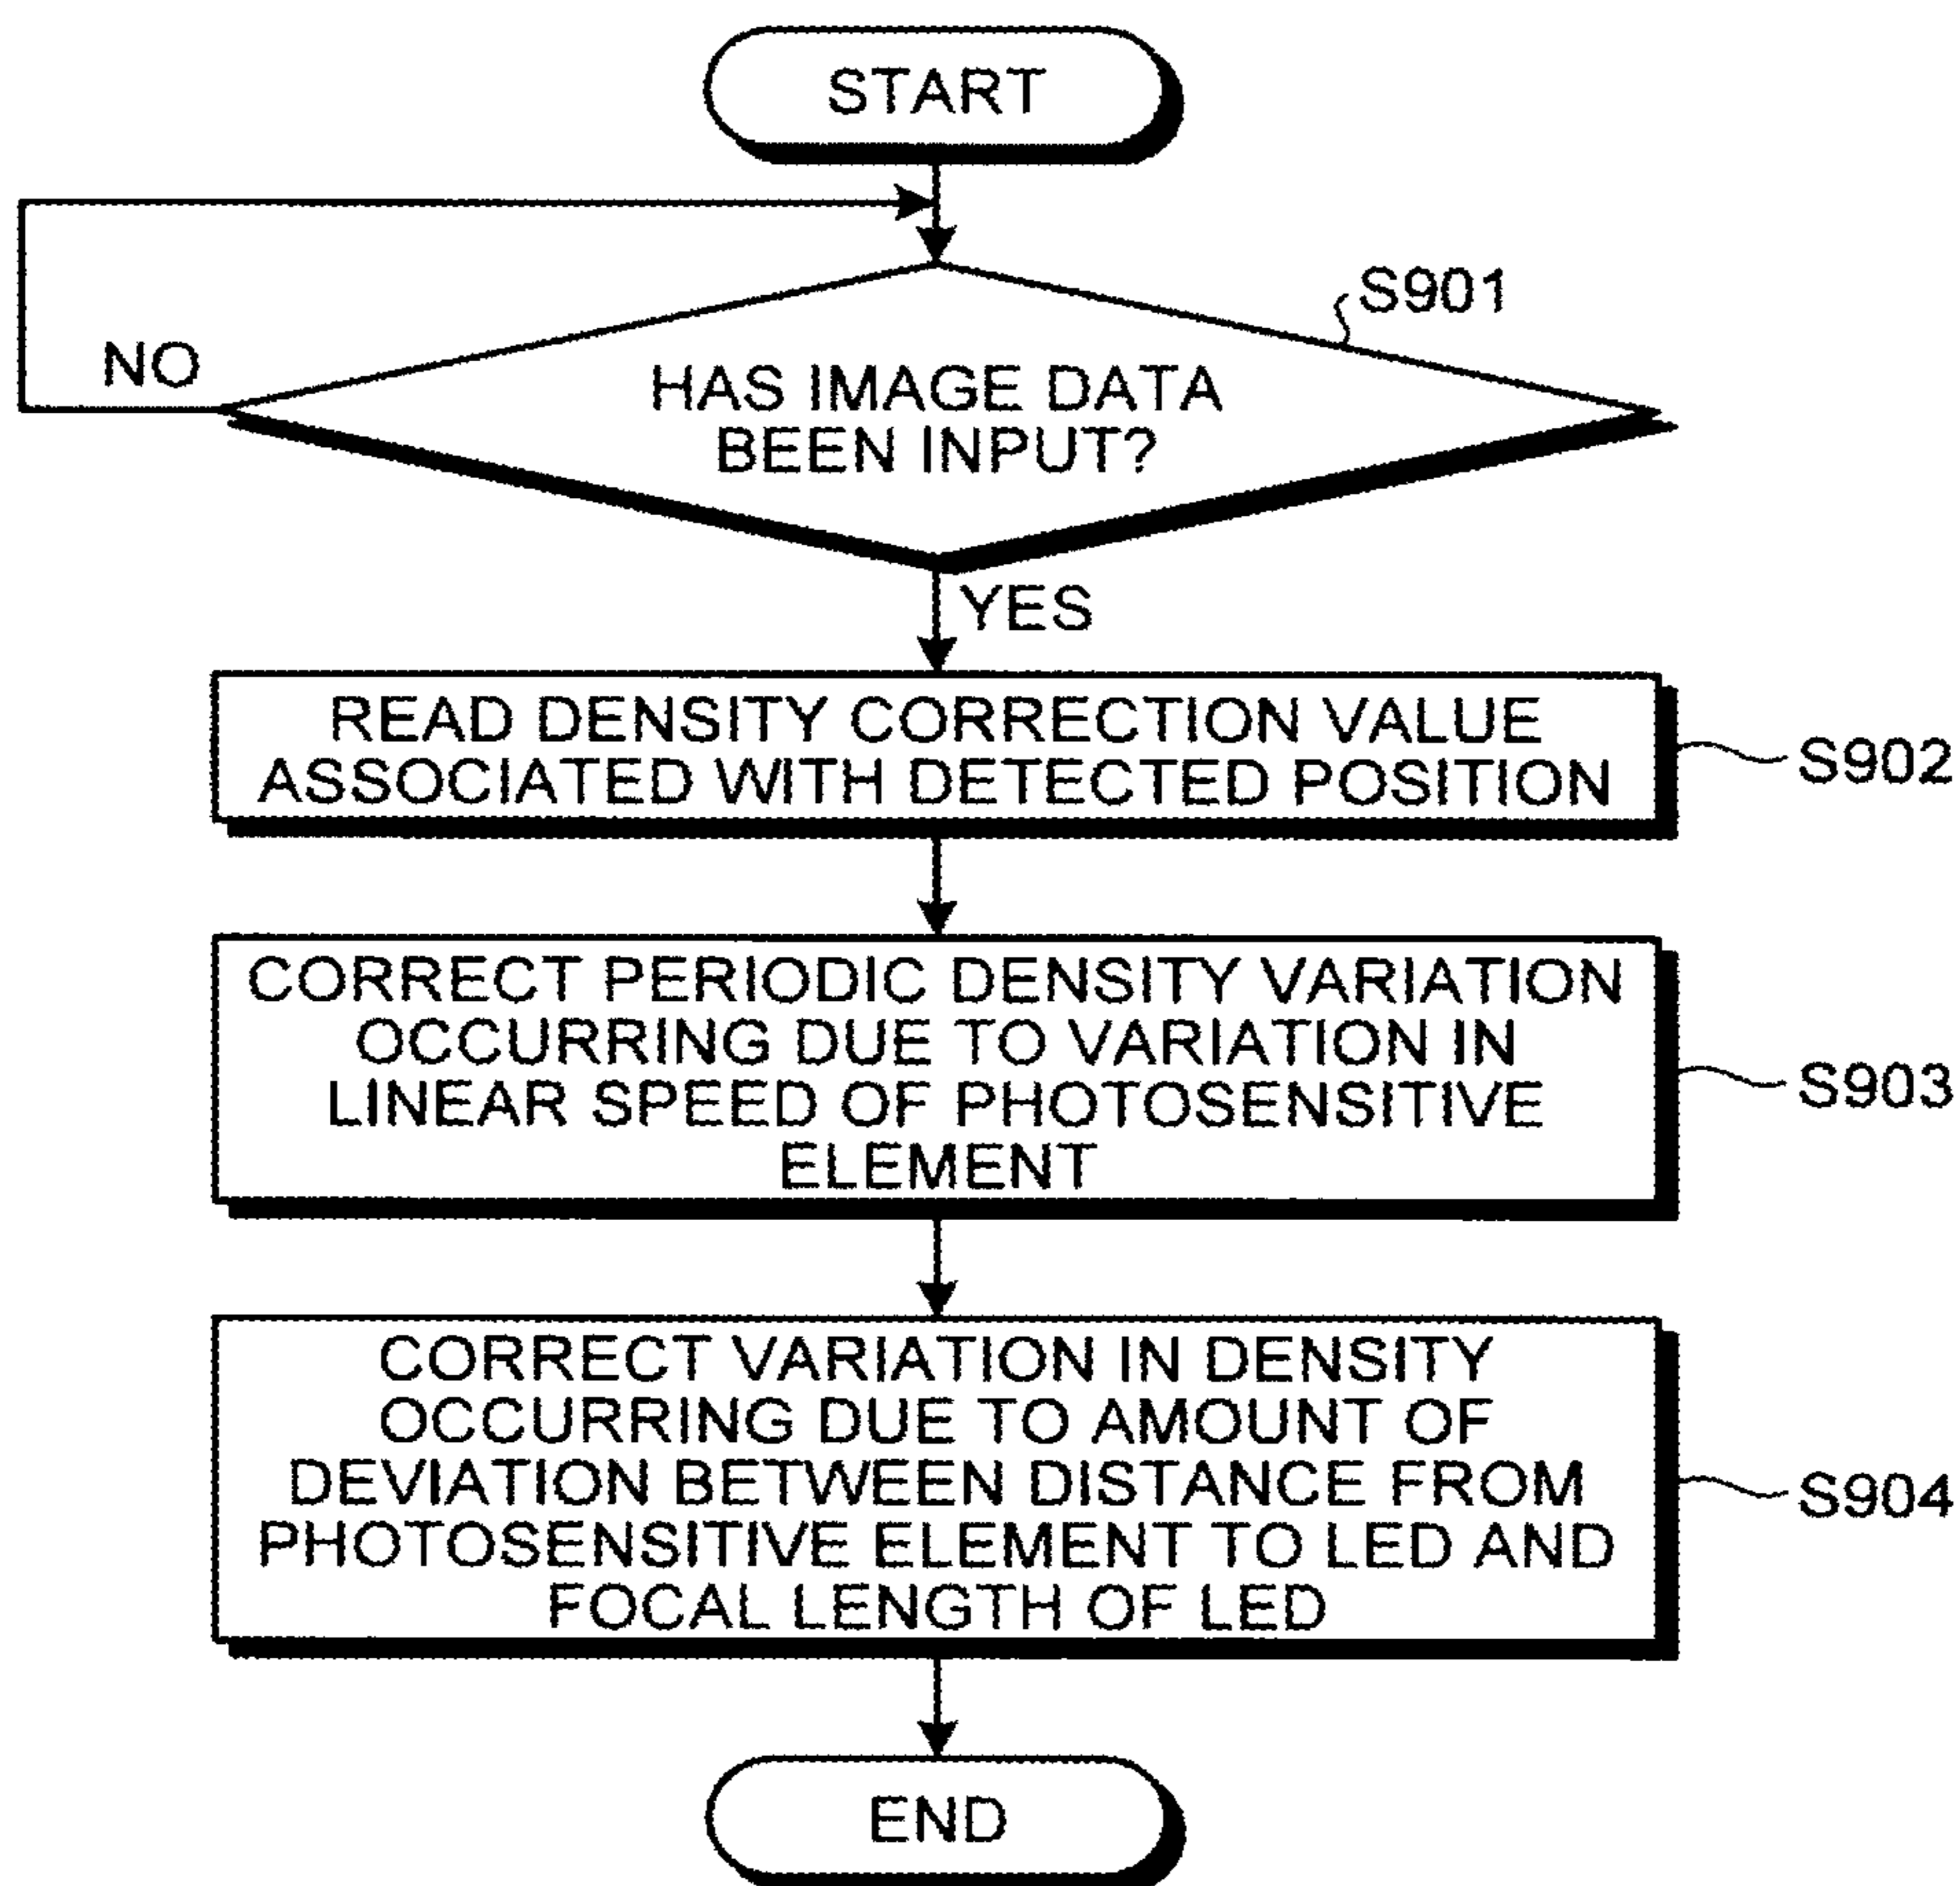 START
S901
NO
HAS IMAGE DATA
BEEN INPUT?
YES
READ DENSITY CORRECTION VALUE
ASSOCIATED WITH DETECTED POSITION
S902
CORRECT PERIODIC DENSITY VARIATION
OCCURRING DUE TO VARIATION IN
LINEAR SPEED OF PHOTOSENSITIVE
ELEMENT
S903
CORRECT VARIATION IN DENSITY
OCCURRING DUE TO AMOUNT OF
DEVIATION BETWEEN DISTANCE FROM
PHOTOSENSITIVE ELEMENT TO LED AND
FOCAL LENGTH OF LED
S904
END